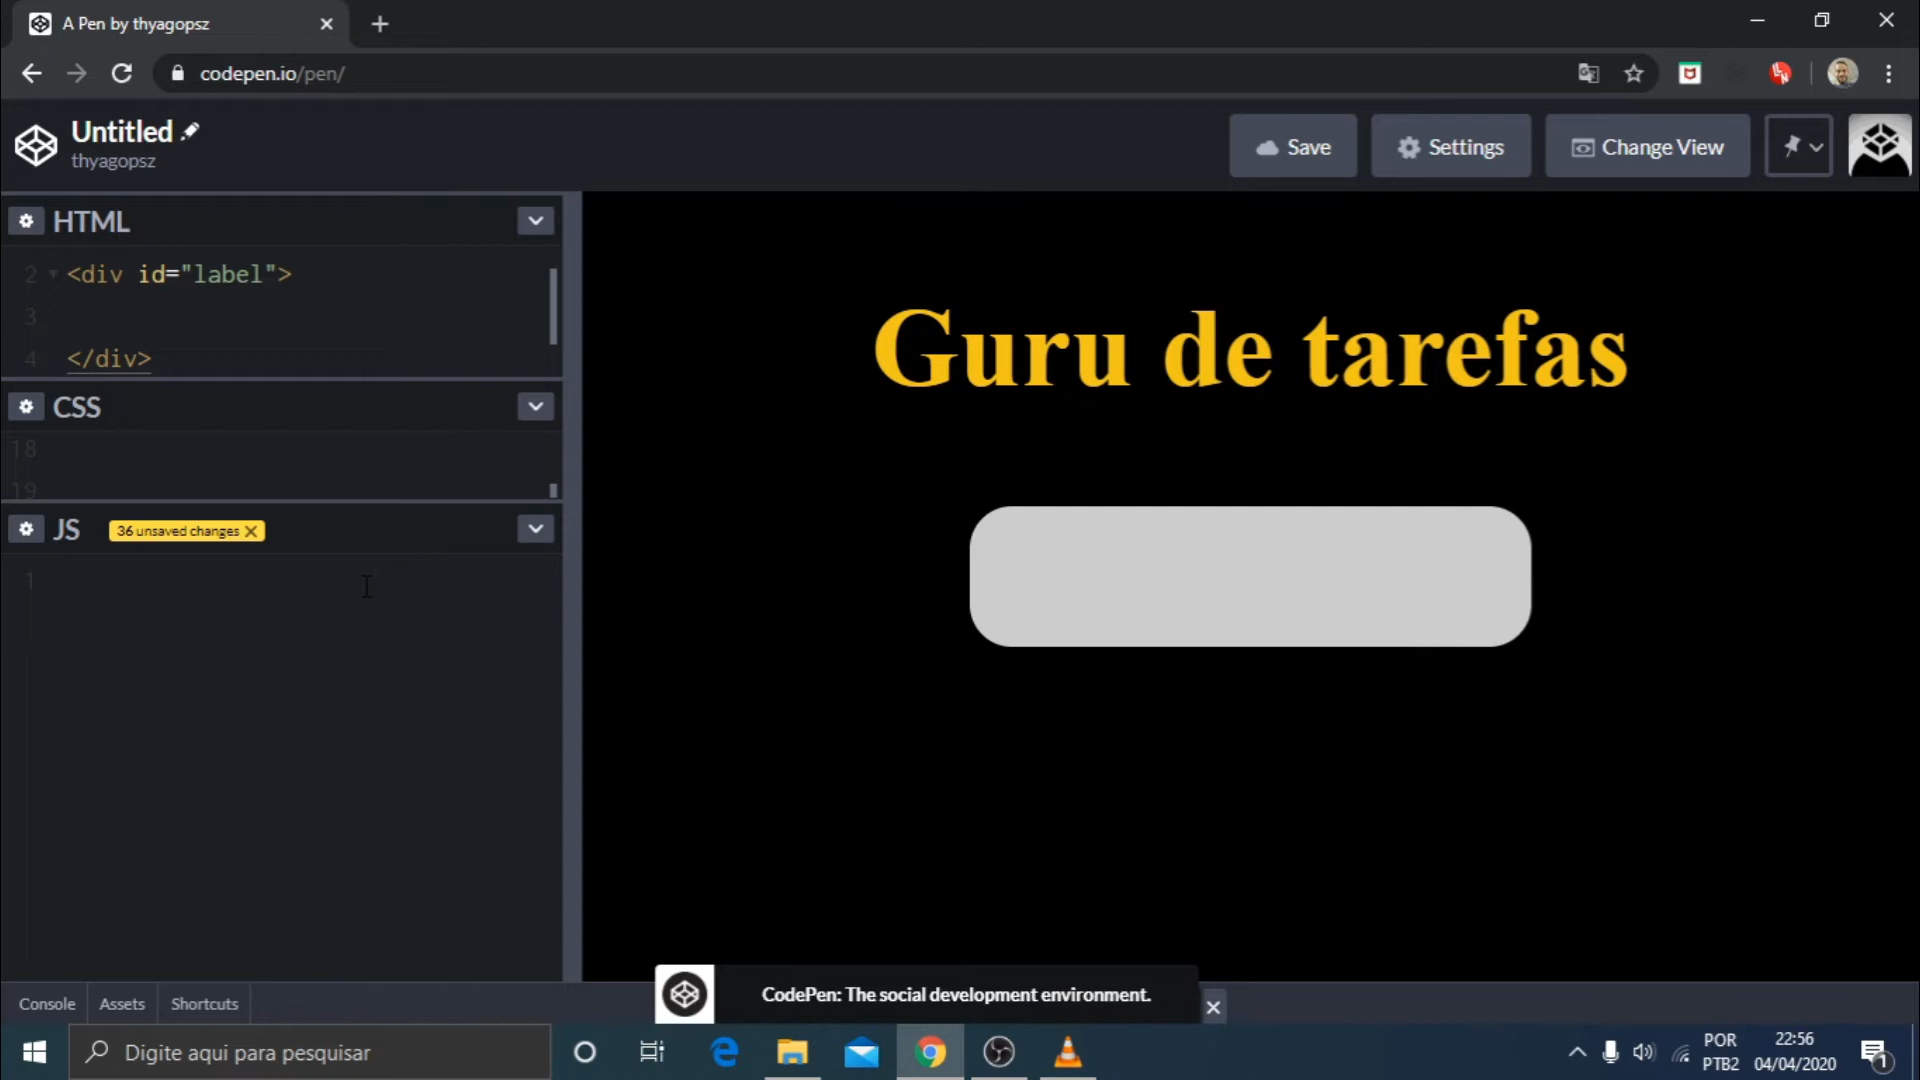 A Pen by thyagopsz
codepen.io/pen/
Untitled
thyagopsz
Save
Settings
Change View
HTML
2 <div id="label">
3
4 </div>
CSS
18
19
JS 36 unsaved changes
1
Guru de tarefas
Console Assets Shortcuts
CodePen: The social development environment.
Digite aqui para pesquisar
POR
PTB2
22:56
04/04/2020
1